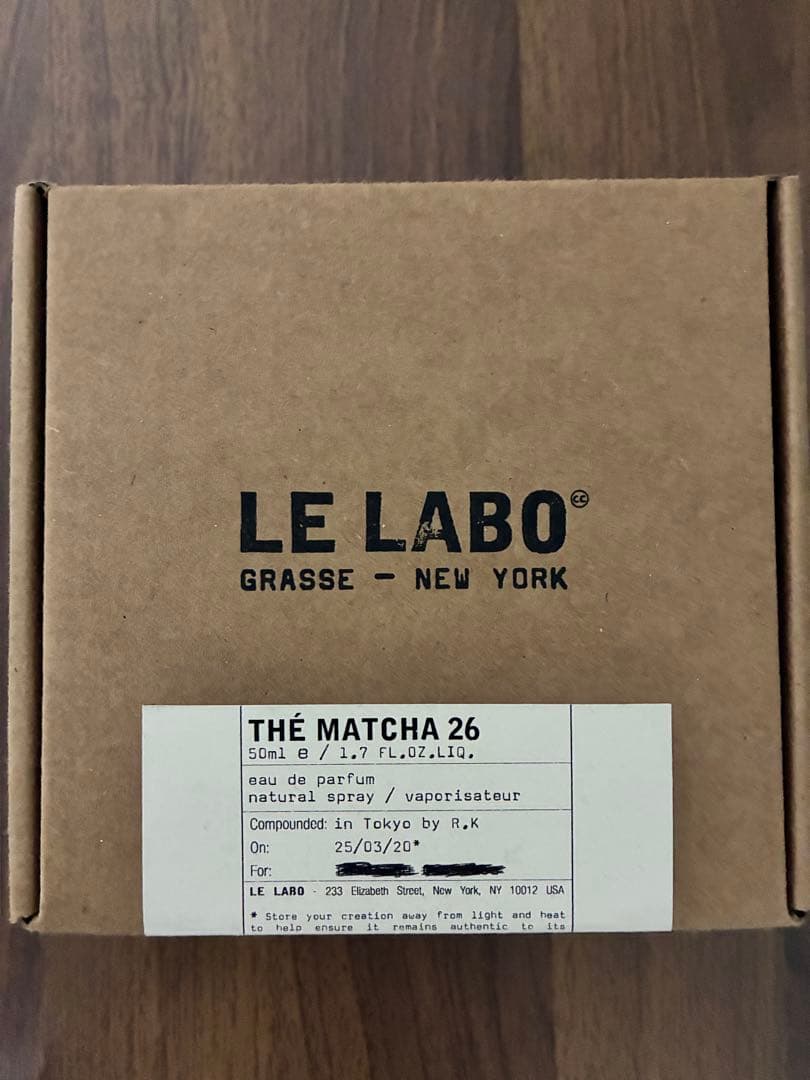 LE LABO
GRASSE - NEW YORK
THÉ MATCHA 26
50ml e / 1.7 FL.OZ.LIQ.
eau de parfum
natural spray / vaporisateur
Compounded: in Tokyo by R.K
On: 25/03/20*
For:
LE LABO - 233 Elizabeth Street, New York, NY 10012 USA
* Store your creation away from light and heat
to help ensure it remains authentic to its